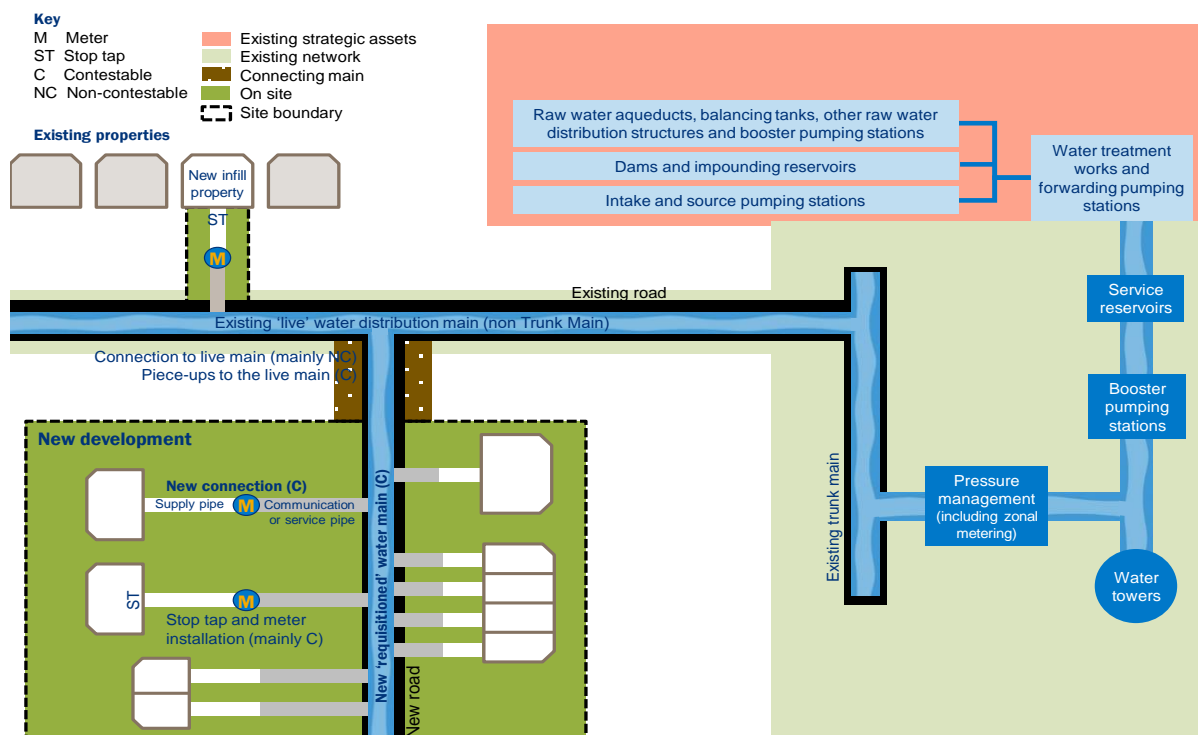 Key
M Meter
ST Stop tap
C Contestable
NC Non-contestable
Existing strategic assets
Existing network
Connecting main
On site
Site boundary
Existing properties
New infill
property
ST
M
Raw water aqueducts, balancing tanks, other raw water
distribution structures and booster pumping stations
Dams and impounding reservoirs
Intake and source pumping stations
Water treatment
works and
forwarding pumping
stations
Existing road
Existing 'live' water distribution main (non Trunk Main)
Service
reservoirs
Connection to live main (mainly NC)
Piece-ups to the live main (C)
Booster
pumping
stations
New development
New connection (C)
Supply pipe
M
Communication
or service pipe
ST
M
Stop tap and meter
installation (mainly C)
New 'requisitioned' water main (C)
New road
Existing trunk main
Pressure
management
(including zonal
metering)
Water
towers